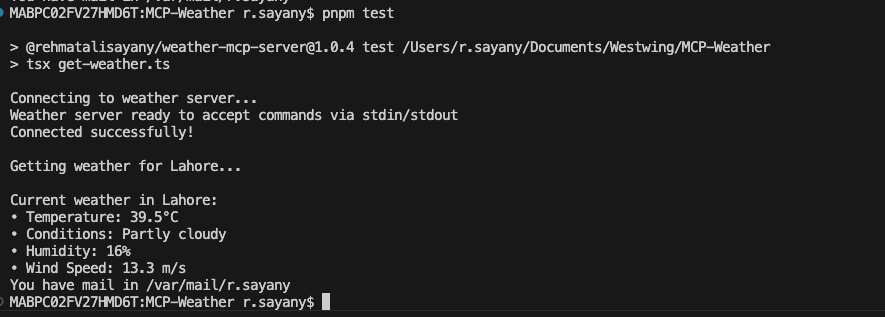 MABPC02FV27HMD6T:MCP-Weather r.sayany$ pnpm test
> @rehmatalisayany/weather-mcp-server@1.0.4 test /Users/r.sayany/Documents/Westwing/MCP-Weather
> tsx get-weather.ts
Connecting to weather server...
Weather server ready to accept commands via stdin/stdout
Connected successfully!
Getting weather for Lahore...
Current weather in Lahore:
• Temperature: 39.5°C
• Conditions: Partly cloudy
• Humidity: 16%
• Wind Speed: 13.3 m/s
You have mail in /var/mail/r.sayany
MABPC02FV27HMD6T:MCP-Weather r.sayany$